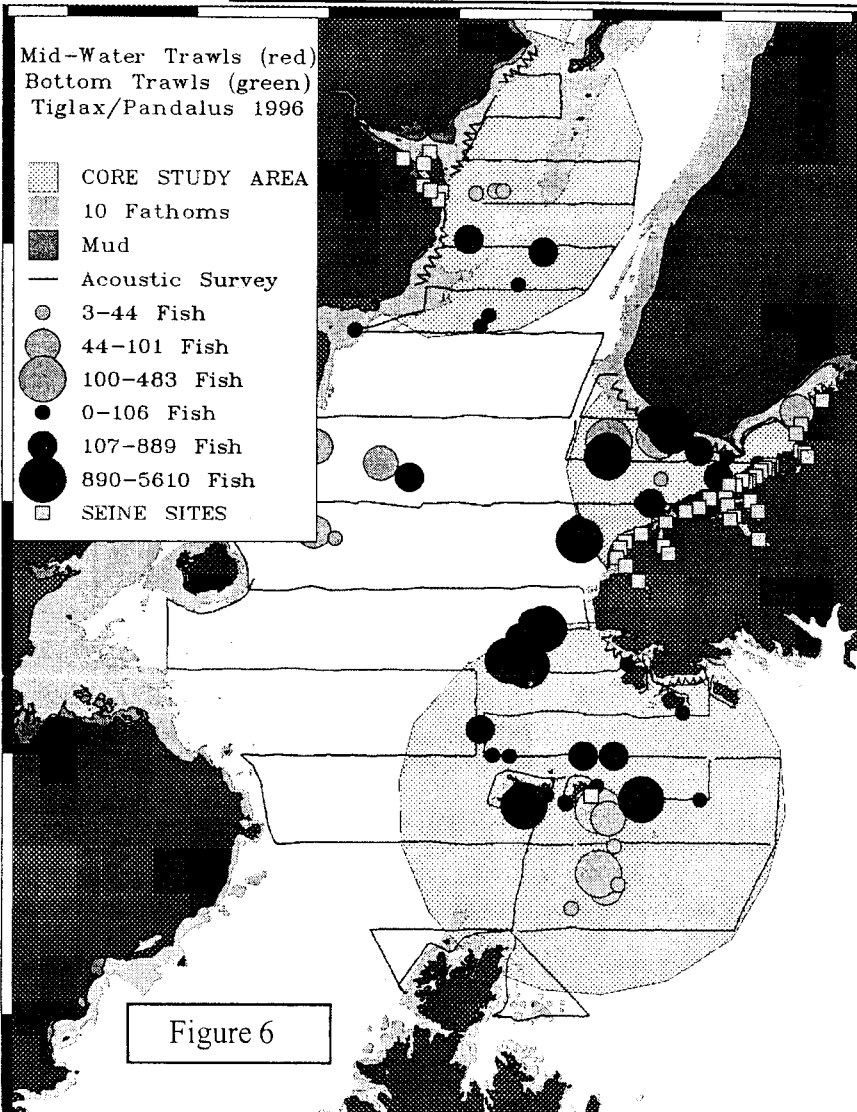 Mid-Water Trawls (red)
Bottom Trawls (green)
Tiglax/Pandalus 1996
CORE STUDY AREA
10 Fathoms
Mud
Acoustic Survey
3-44 Fish
44-101 Fish
100-483 Fish
0-106 Fish
107-889 Fish
890-5610 Fish
SEINE SITES
Figure 6